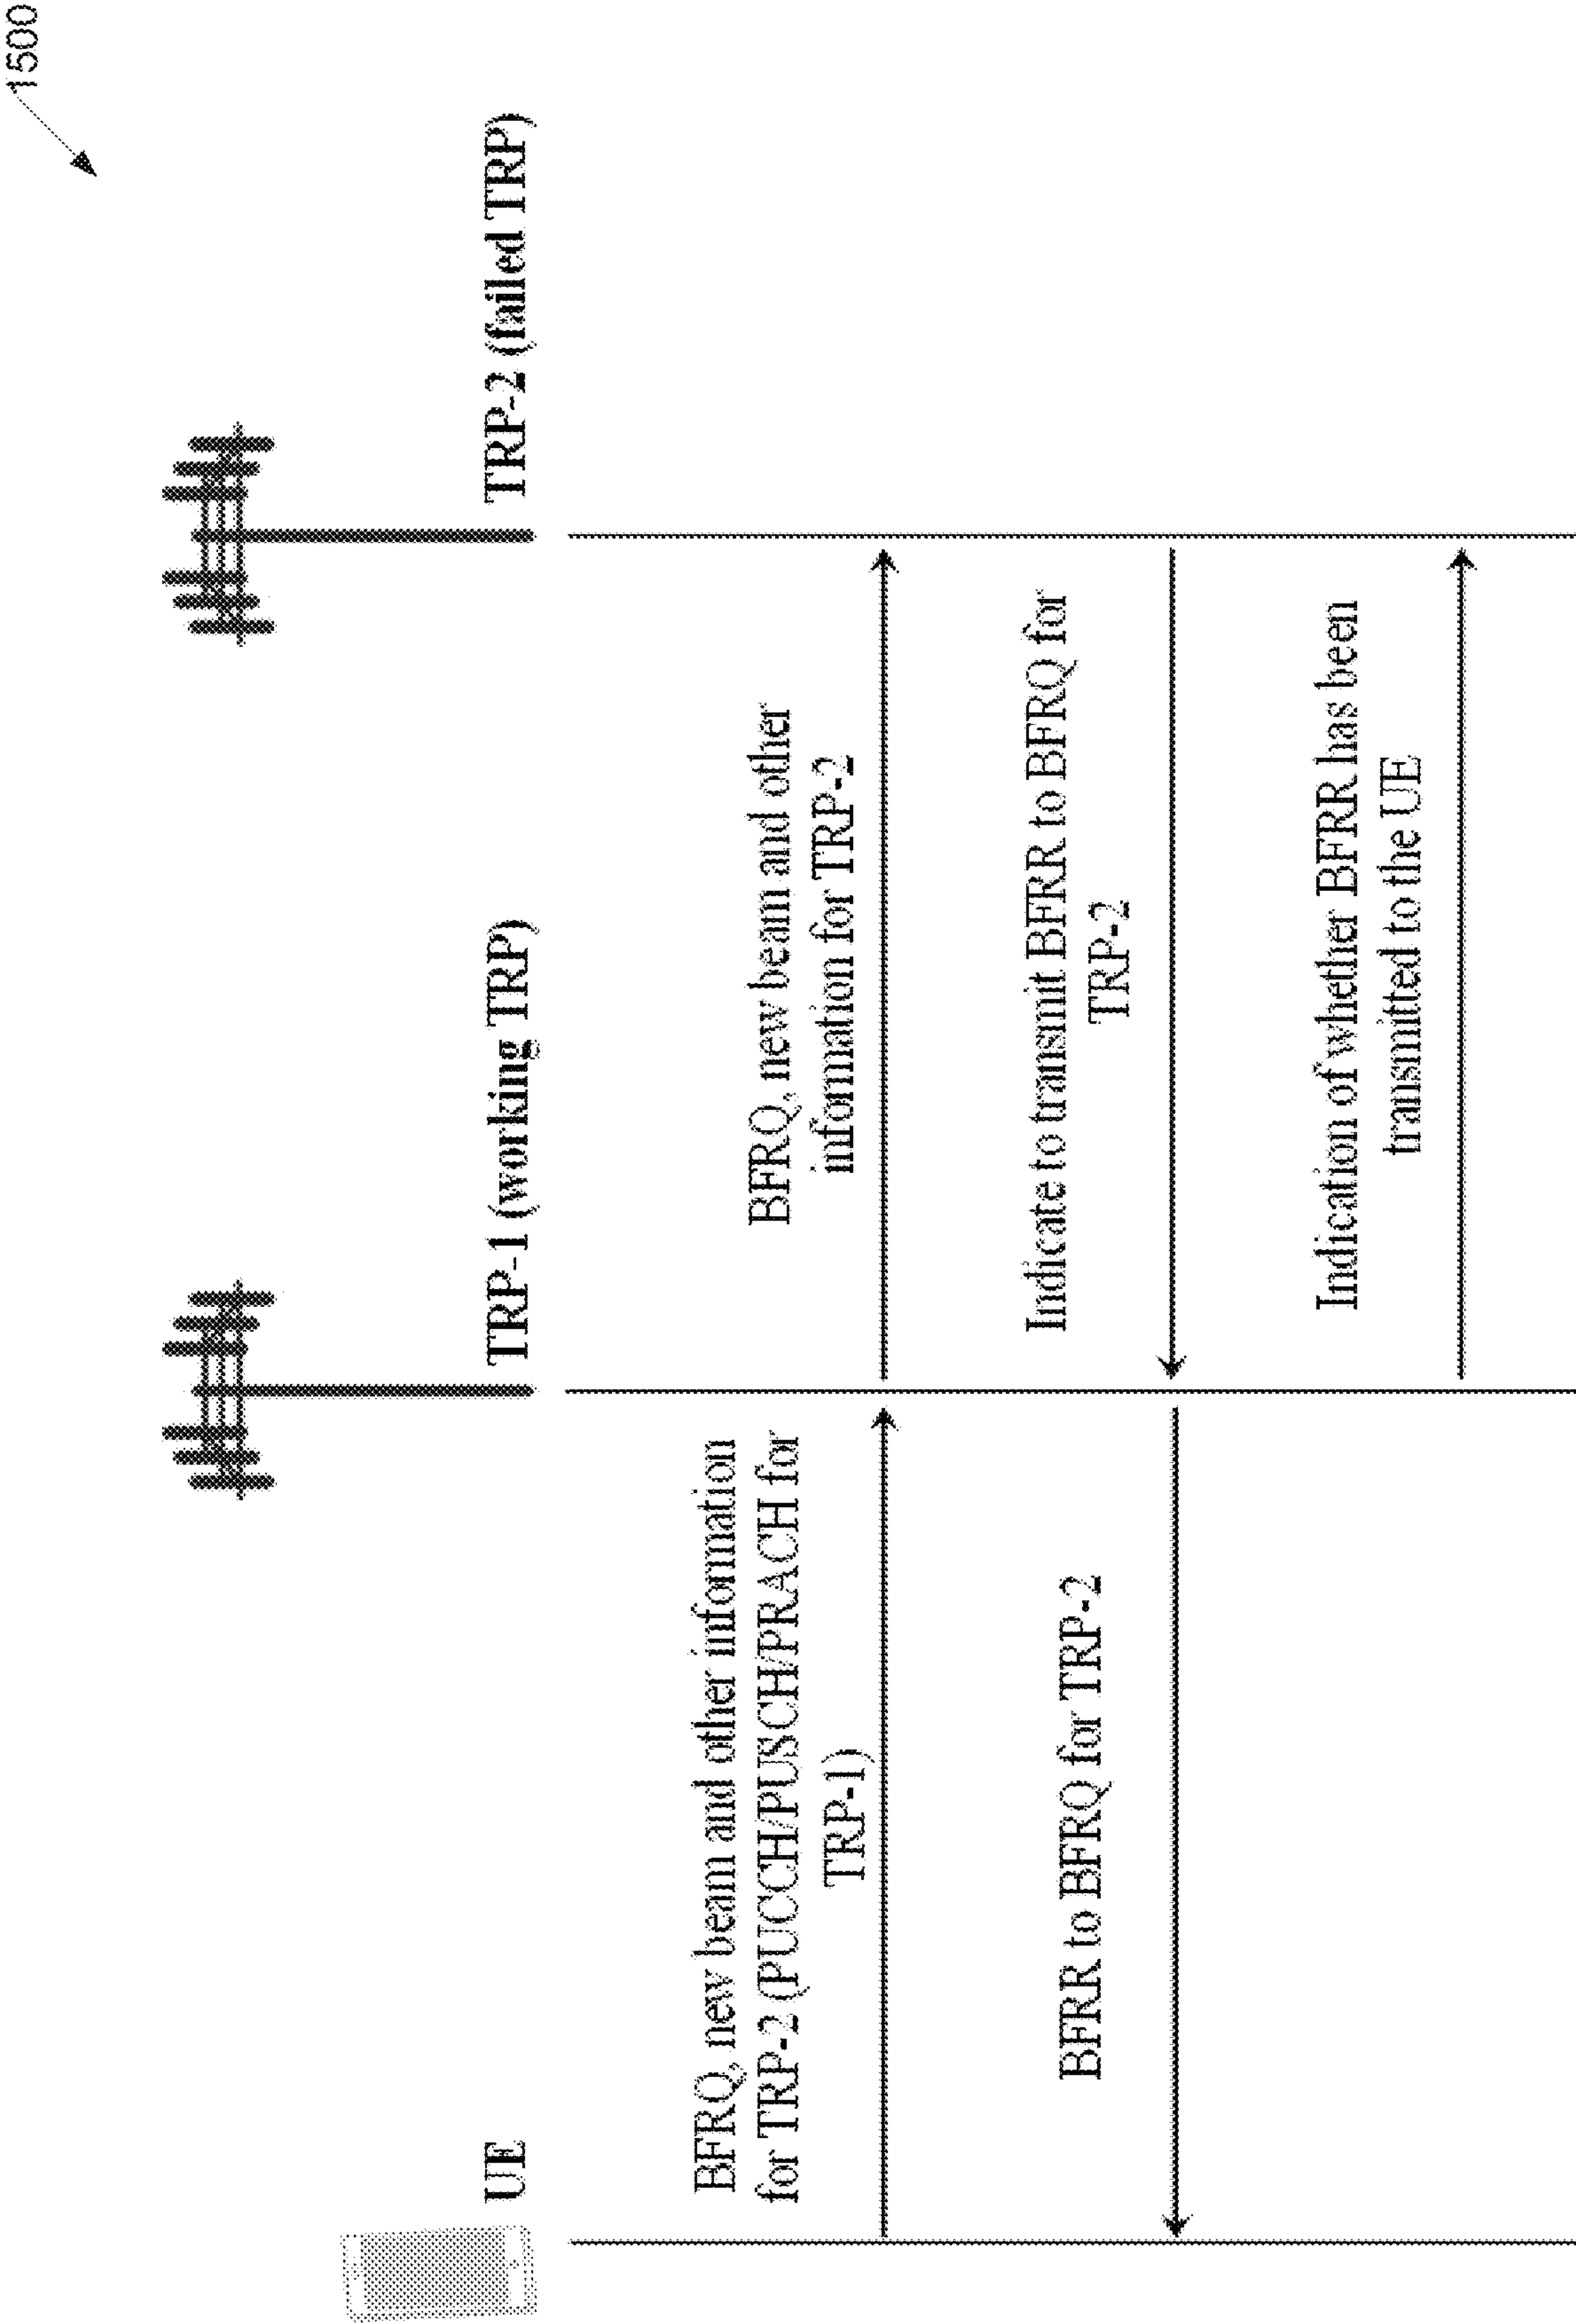 1500
UE
TRP-1 (working TRP)
TRP-2 (failed TRP)
BFRQ, new beam and other information
for TRP-2 (PUCCH/PUSCH/PRACH for
TRP-1)
BFRQ, new beam and other
information for TRP-2
BFRR to BFRQ for TRP-2
Indicate to transmit BFRR to BFRQ for
TRP-2
Indication of whether BFRR has been
transmitted to the UE